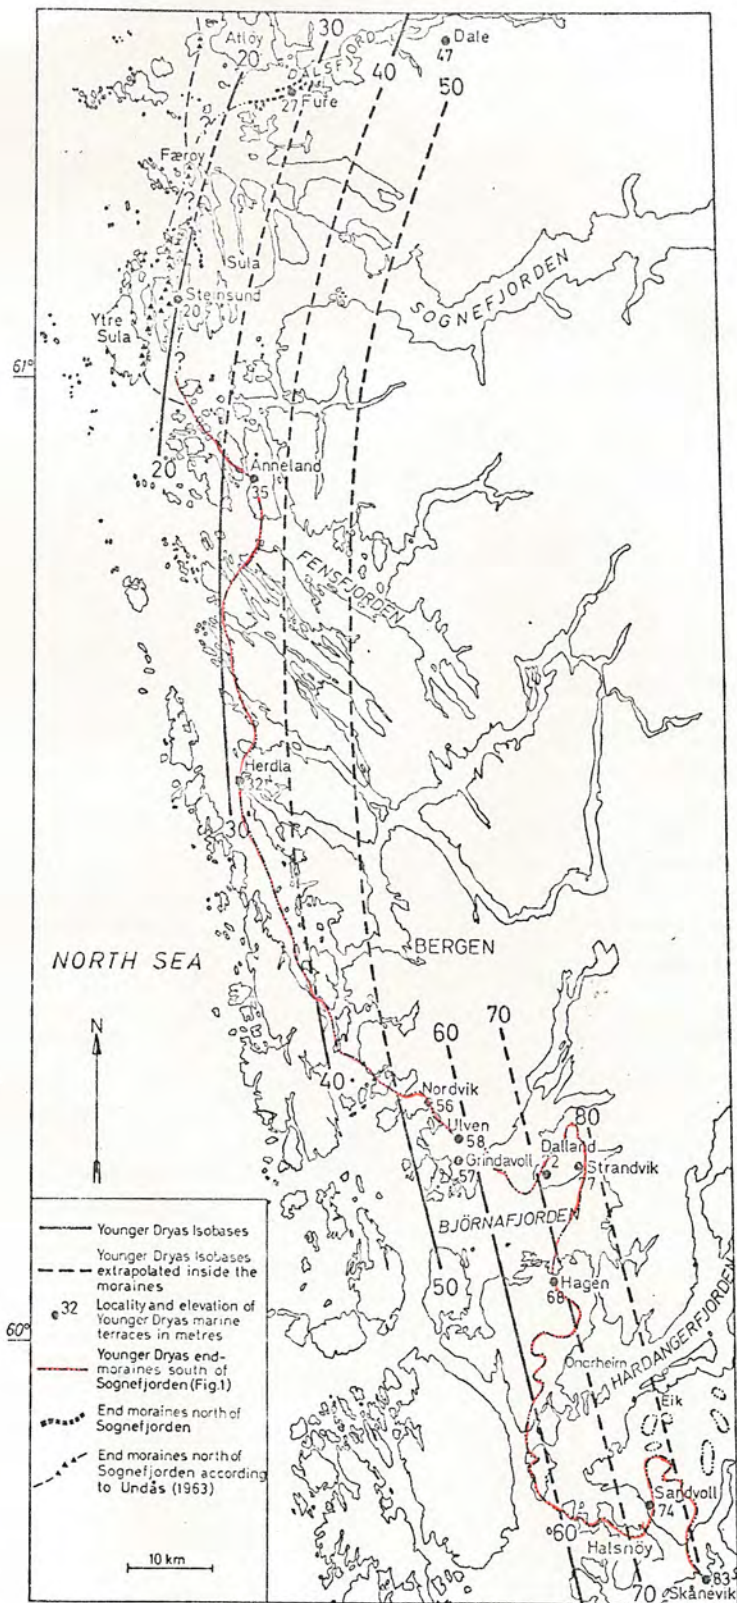 Atlöy
20
30
40
50
DALSFJORD
Dale
47
27
Fure
Færoy
?
Sula
Steinsund
20
Ytre
Sula
?
SOGNEFJORDEN
61°
20
Anneland
35
FENSFJORDEN
Herdla
32
30
NORTH SEA
BERGEN
N
40
60
70
Nordvik
56
Ulven
58
Grindavoll
57
80
Dalland
72
Strandvik
BJÖRNAFJORDEN
50
Hagen
68
60°
HARDANGERFJORDEN
Eik
Sandvoll
74
60
Halsnöy
70
83
Skånevik
Younger Dryas Isobases
Younger Dryas Isobases
extrapolated inside the
moraines
32 Locality and elevation of
Younger Dryas marine
terraces in metres
Younger Dryas end-
moraines south of
Sognefjorden (Fig.1)
End moraines north of
Sognefjorden
End moraines north of
Sognefjorden according
to Undås (1963)
10 km